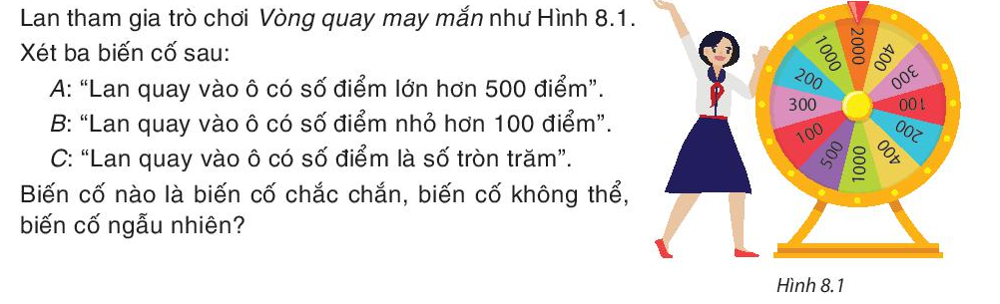 Lan tham gia trò chơi Vòng quay may mắn như Hình 8.1.
Xét ba biến cố sau:
A: “Lan quay vào ô có số điểm lớn hơn 500 điểm”.
B: “Lan quay vào ô có số điểm nhỏ hơn 100 điểm”.
C: “Lan quay vào ô có số điểm là số tròn trăm”.
Biến cố nào là biến cố chắc chắn, biến cố không thể,
biến cố ngẫu nhiên?
2000
400
300
100
200
400
1000
500
100
300
200
1000
Hình 8.1